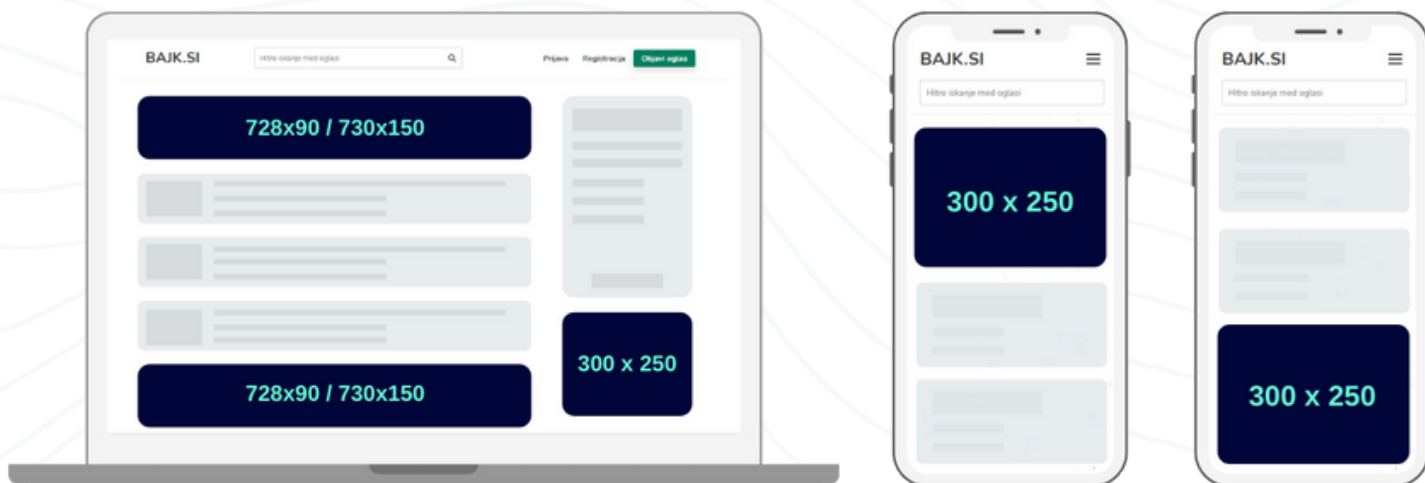 BAJK.SI
Hitro iskanje med oglasi
Prijava
Registracija
Objavi oglas
728x90 / 730x150
728x90 / 730x150
300 x 250
BAJK.SI
Hitro iskanje med oglasi
300 x 250
BAJK.SI
Hitro iskanje med oglasi
300 x 250